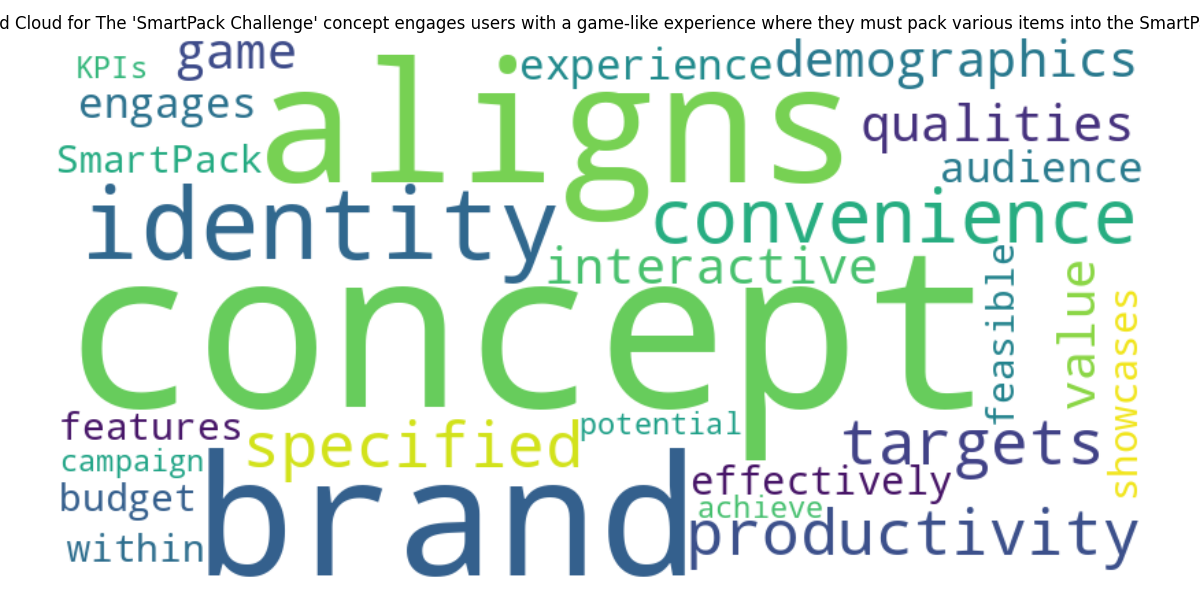 d Cloud for The 'SmartPack Challenge' concept engages users with a game-like experience where they must pack various items into the SmartP
KPIs
game
experience
demographics
engages
aligns
qualities
SmartPack
audience
identity
convenience
interactive
concept
feasible
value
showcases
features
specified
potential
targets
campaign
effectively
budget
brand
achieve
productivity
within